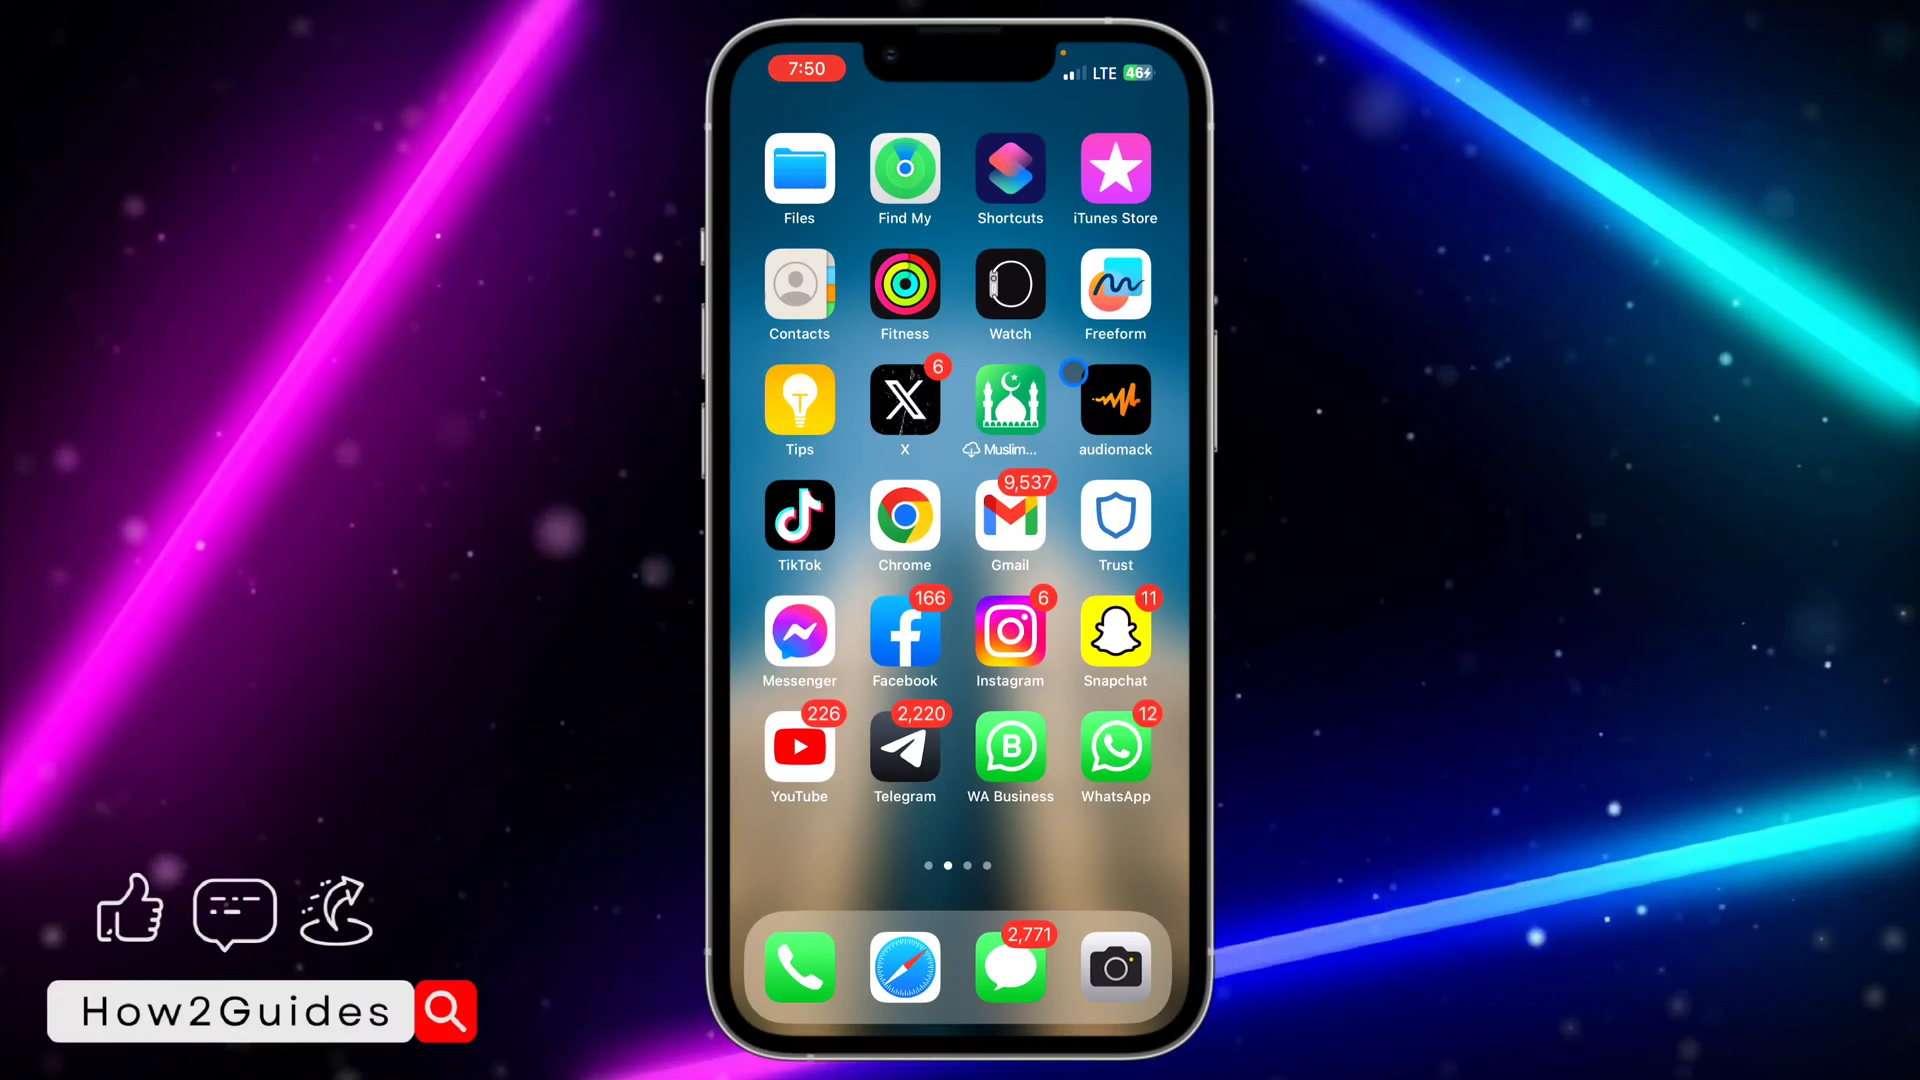 7:50
LTE 46
Files Find My Shortcuts iTunes Store
Contacts Fitness Watch Freeform
6
Tips X Muslim... audiomack
9,537
TikTok Chrome Gmail Trust
166 6 11
Messenger Facebook Instagram Snapchat
226 2,220 12
YouTube Telegram WA Business WhatsApp
2,771
How2Guides